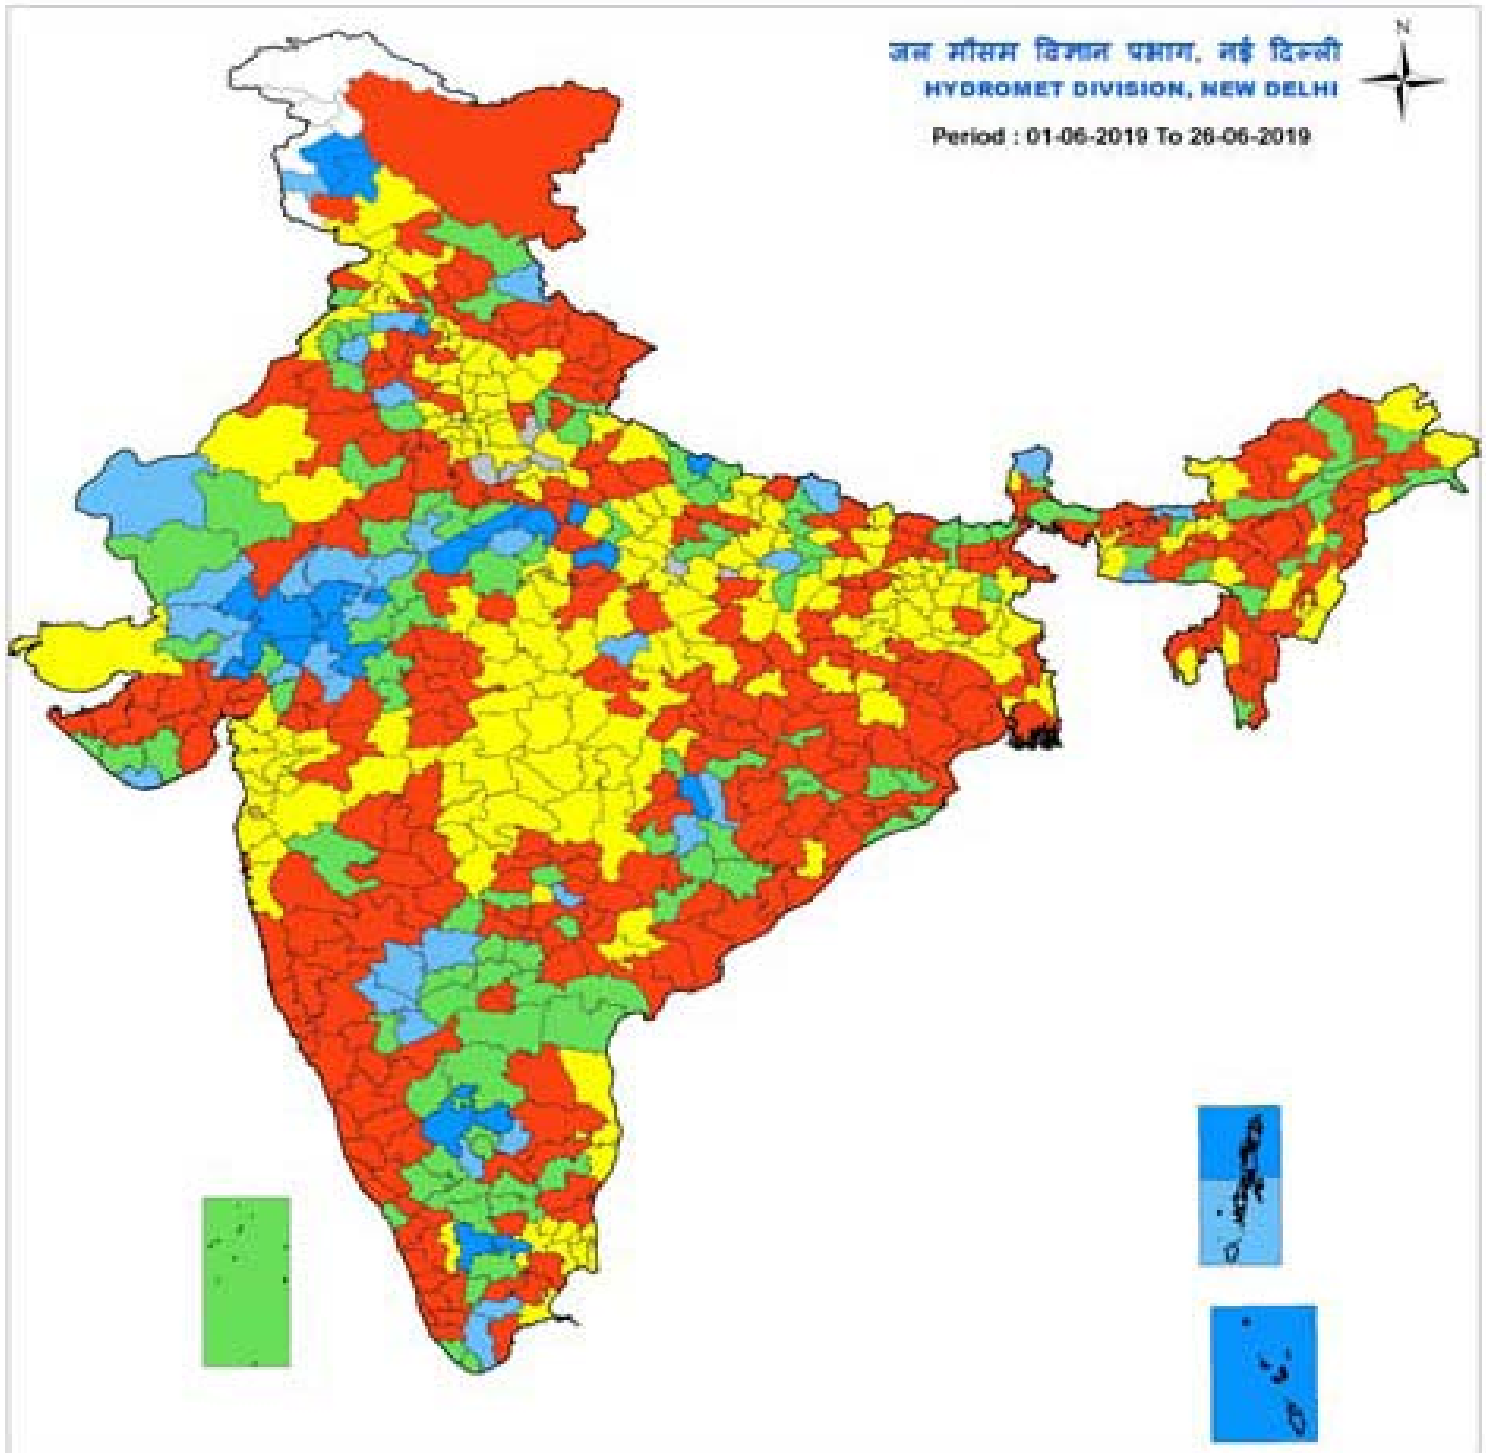 N
जल मौसम विज्ञान प्रभाग, नई दिल्ली
HYDROMET DIVISION, NEW DELHI
Period : 01-06-2019 To 26-06-2019